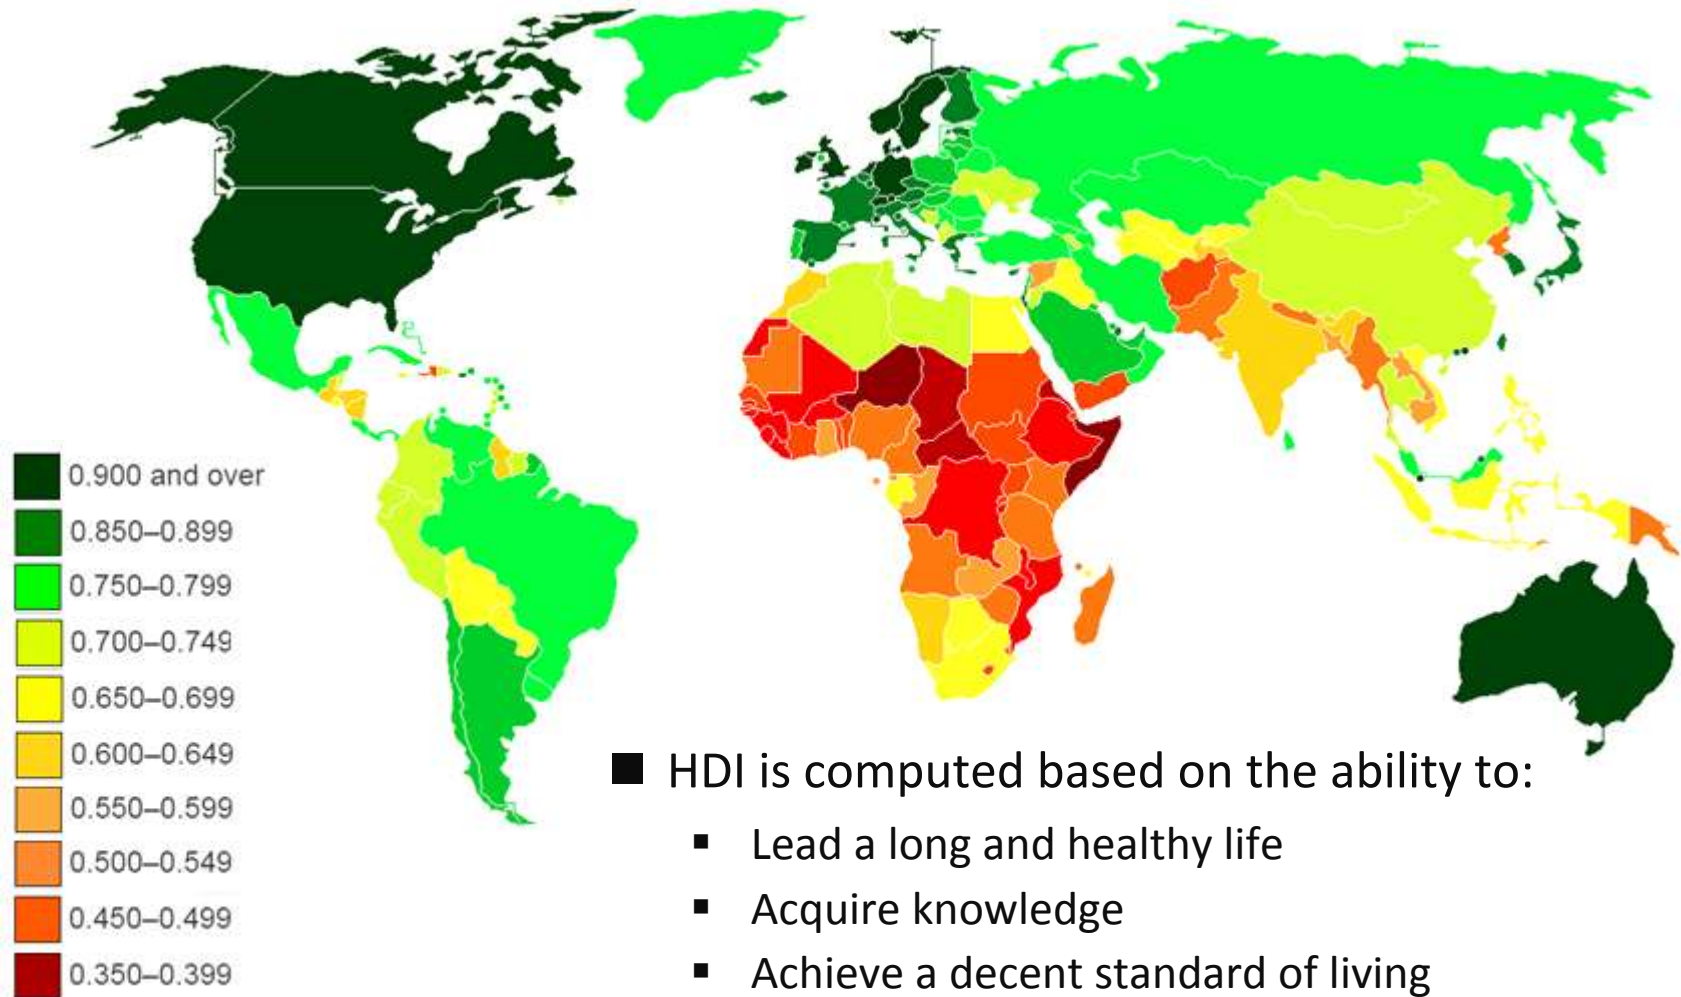 0.900 and over
0.850–0.899
0.750–0.799
0.700–0.749
0.650–0.699
0.600–0.649
0.550–0.599
0.500–0.549
0.450–0.499
0.350–0.399
■ HDI is computed based on the ability to:
▪ Lead a long and healthy life
▪ Acquire knowledge
▪ Achieve a decent standard of living